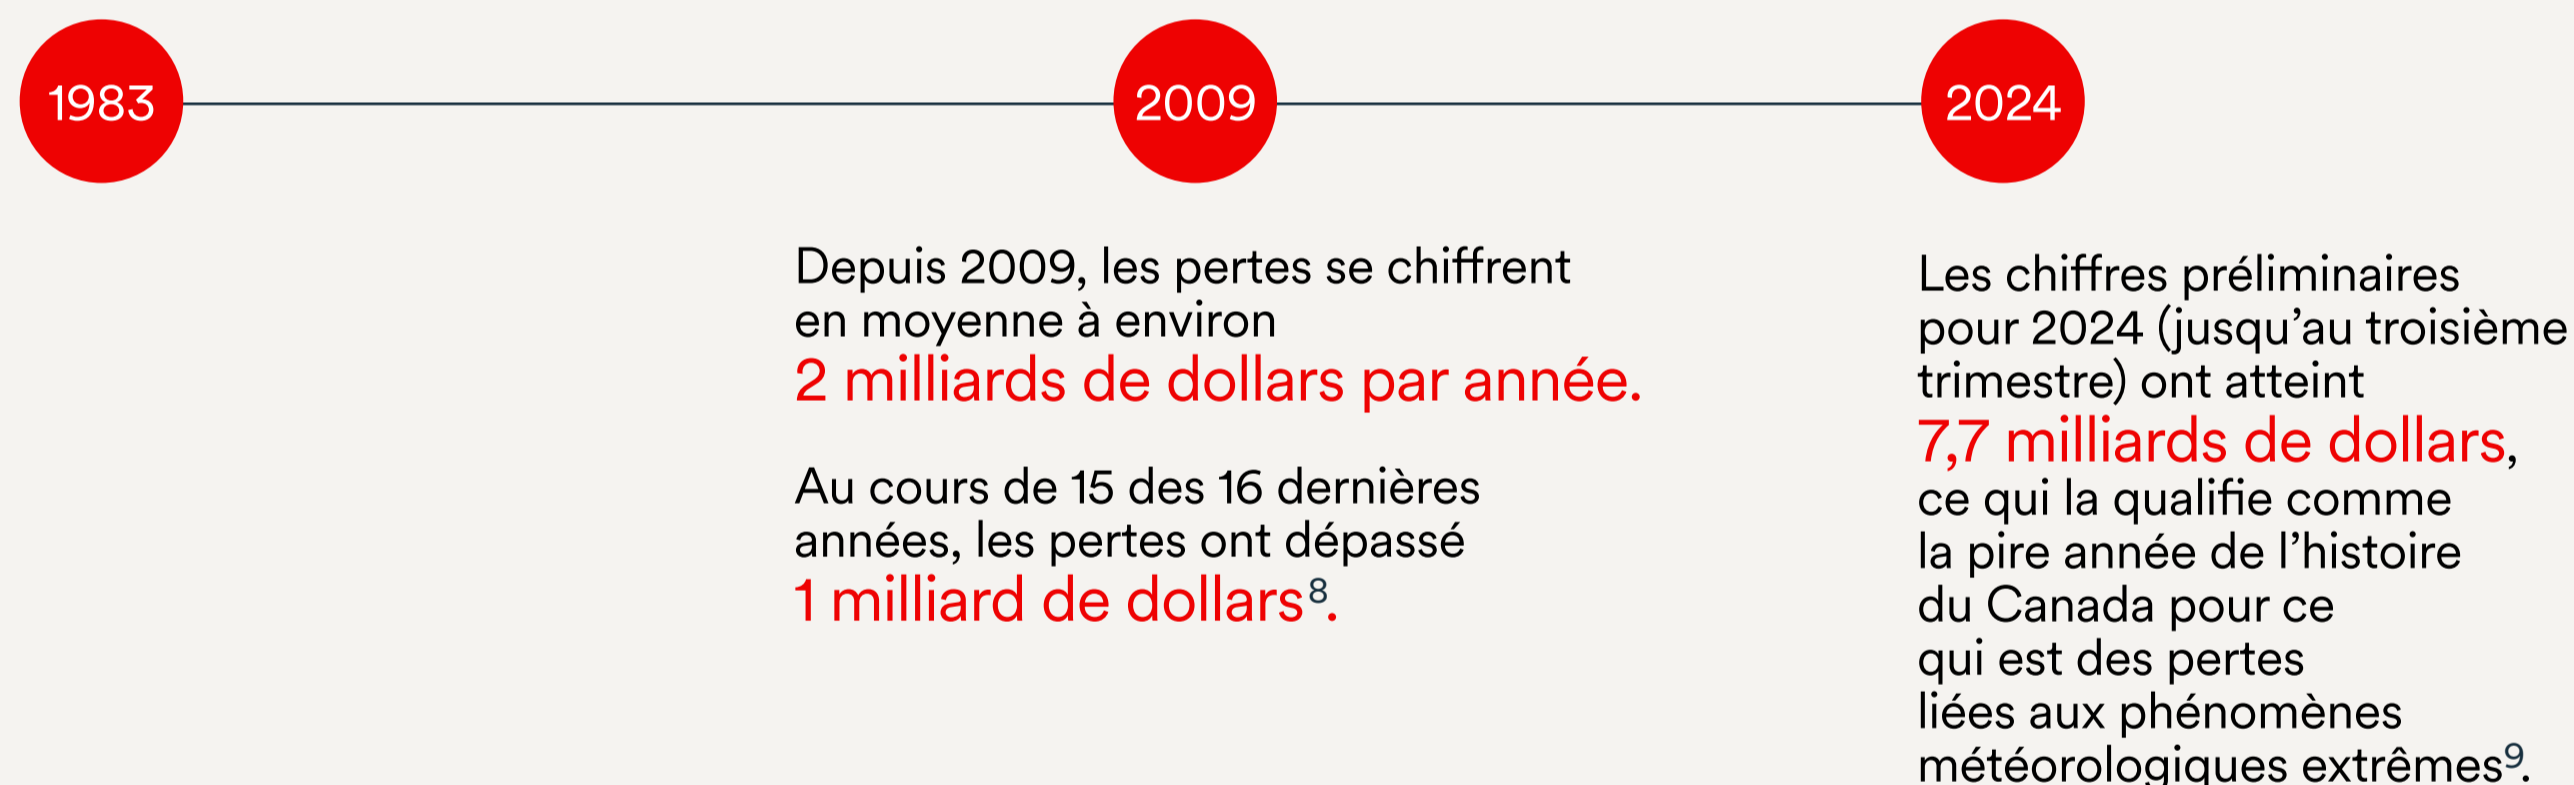 1983
2009
2024
Depuis 2009, les pertes se chiffrent
en moyenne à environ
2 milliards de dollars par année.
Au cours de 15 des 16 dernières
années, les pertes ont dépassé
1 milliard de dollars⁸.
Les chiffres préliminaires
pour 2024 (jusqu’au troisième
trimestre) ont atteint
7,7 milliards de dollars,
ce qui la qualifie comme
la pire année de l’histoire
du Canada pour ce
qui est des pertes
liées aux phénomènes
météorologiques extrêmes⁹.